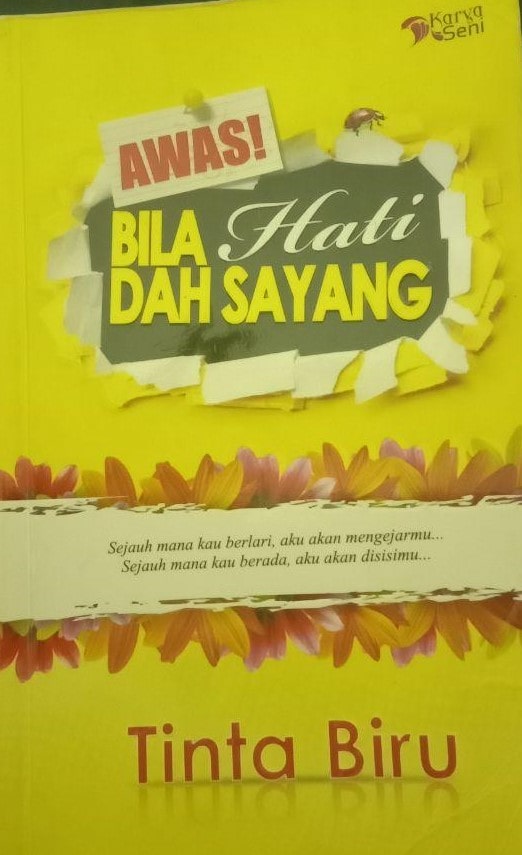 Karya
Seni
AWAS!
BILA Hati
DAH SAYANG
Sejauh mana kau berlari, aku akan mengejarmu...
Sejauh mana kau berada, aku akan disisimu...
Tinta Biru